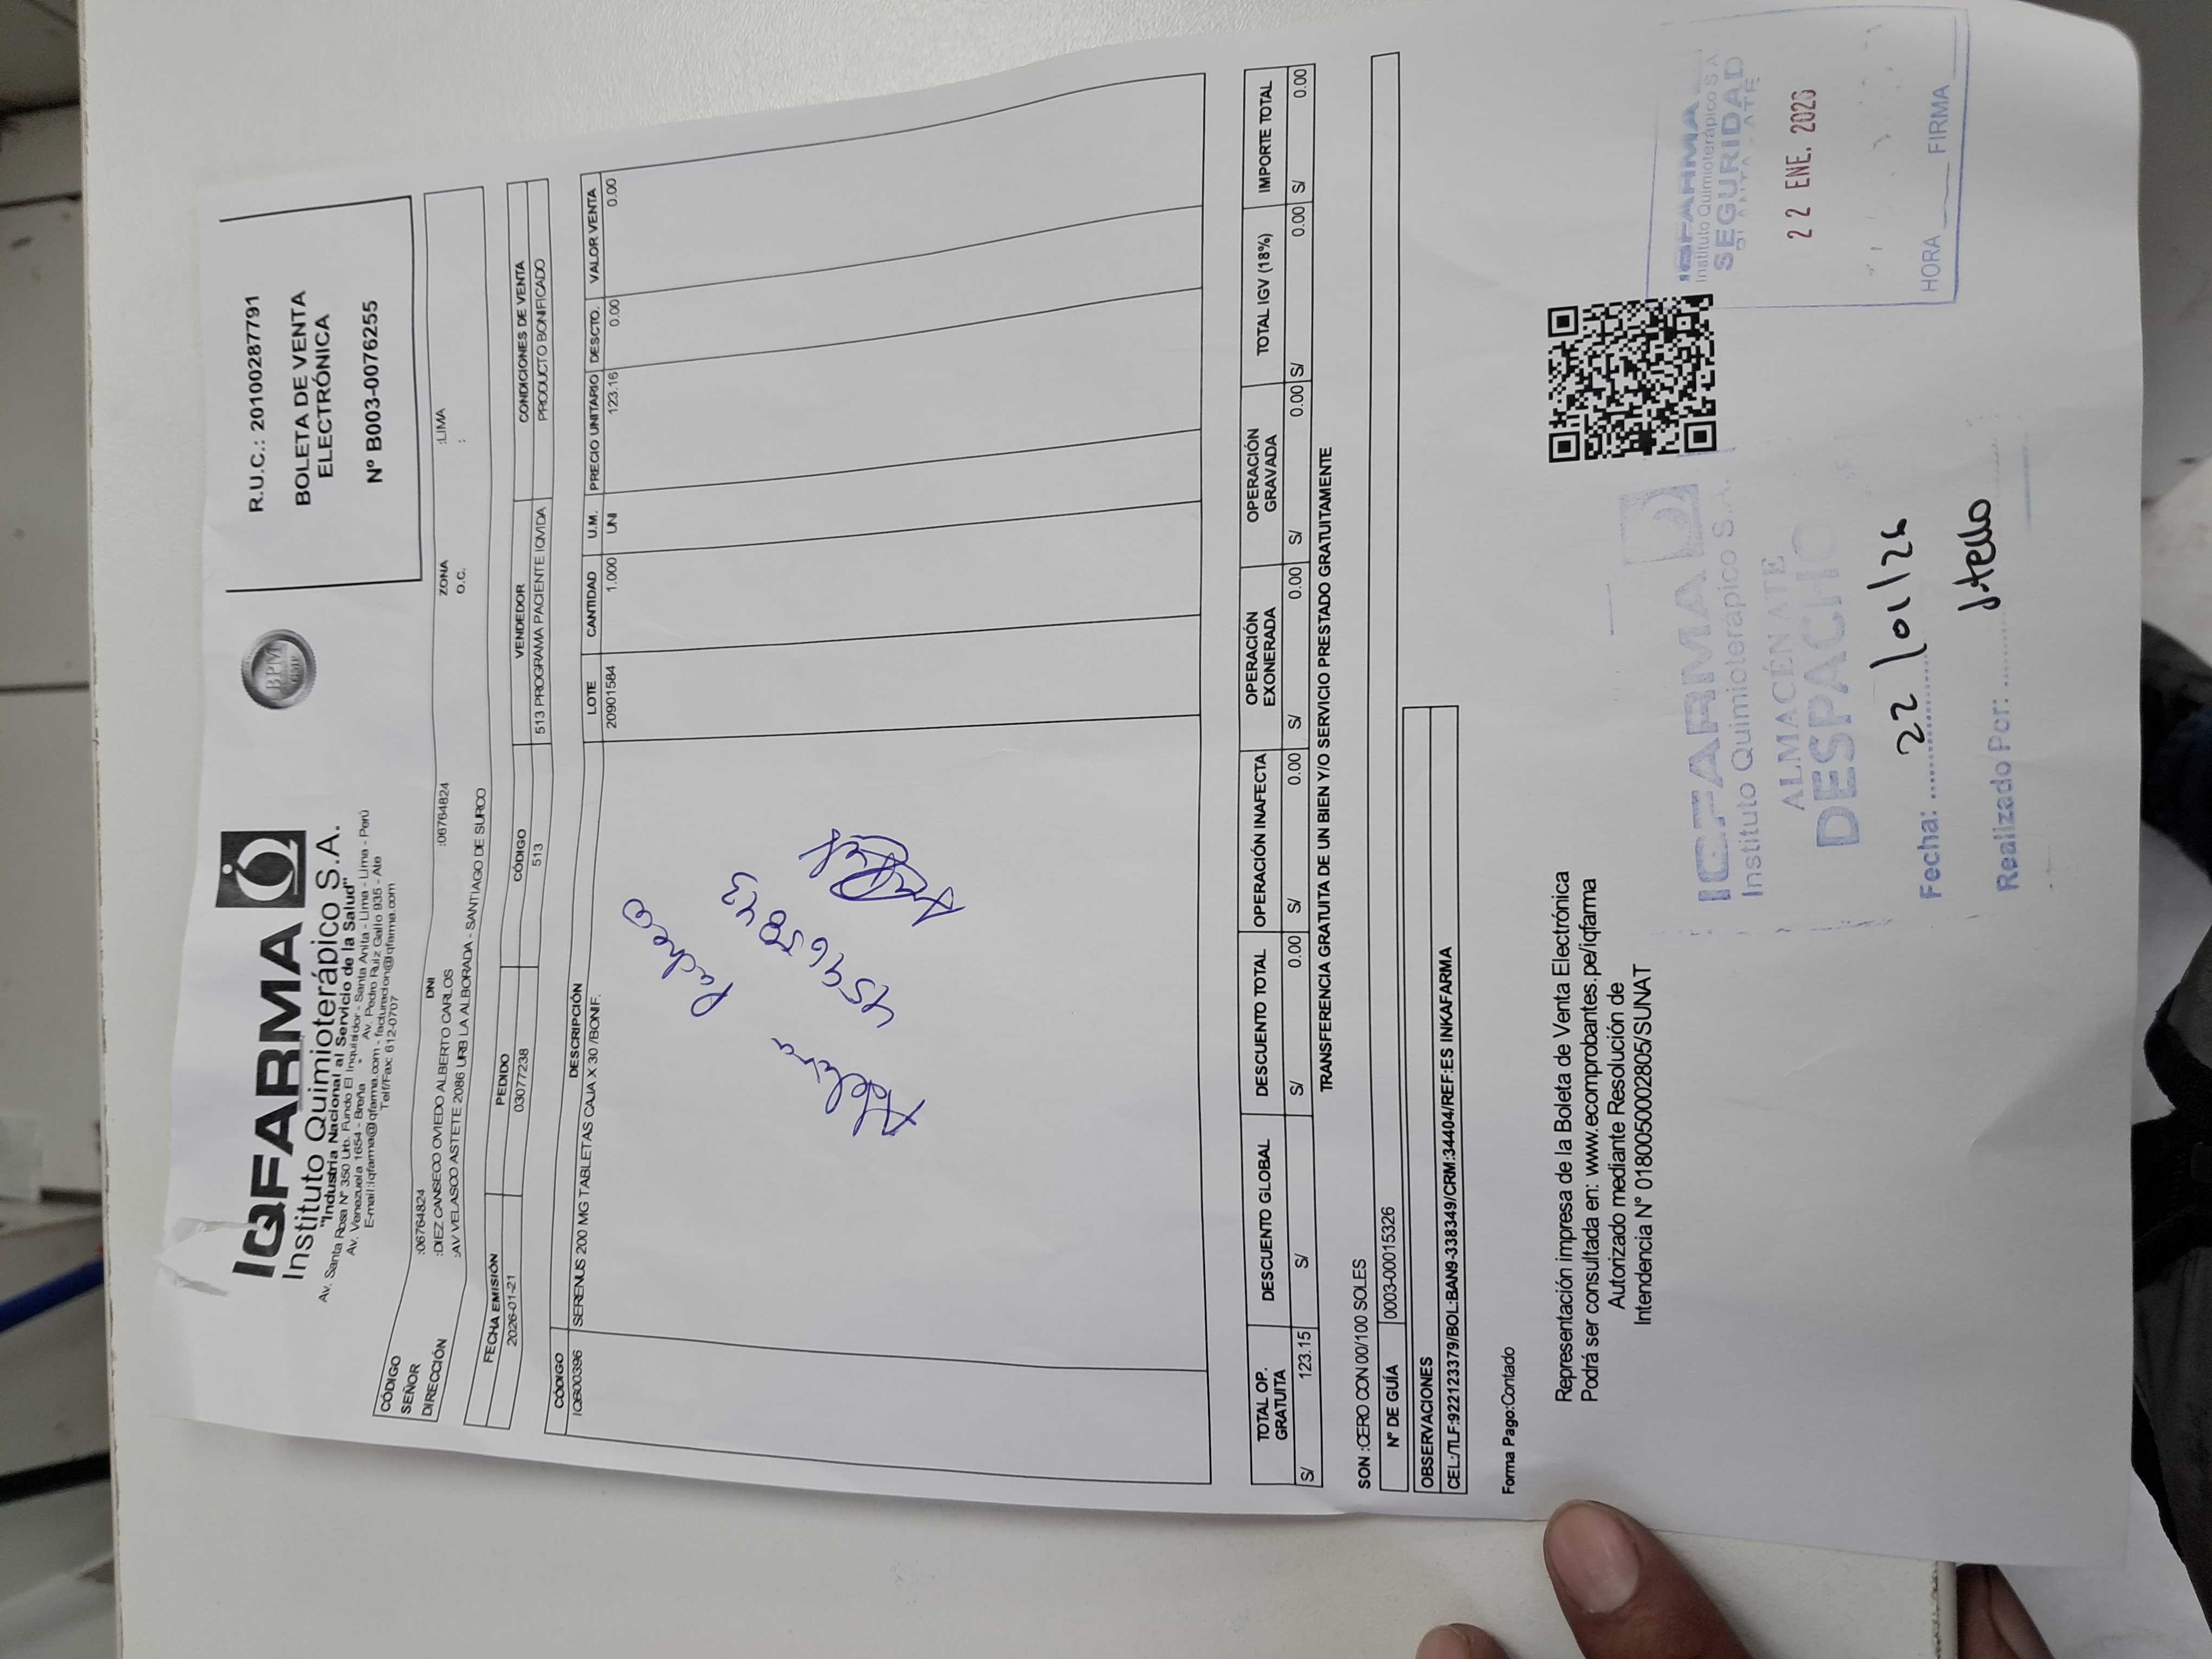 IQFARMA
Instituto Quimioterápico S.A.
"Industria Nacional al Servicio de la Salud"
Av. Santa Rosa N° 350 Urb. Fundo El Inquisidor - Santa Anita - Lima - Lima - Perú
Av. Venezuela 1654 - Breña • Av. Pedro Ruiz Gallo 935 - Ate
E-mail:iqfarma@iqfarma.com - facturacion@iqfarma.com
Telf/Fax: 612-0707
BPM
R.U.C.: 20100287791
BOLETA DE VENTA
ELECTRÓNICA
N° B003-0076255
CÓDIGO :06764824 DNI :06764824 ZONA :LIMA
SEÑOR :DIEZ CANSECO OVIEDO ALBERTO CARLOS O.C. :
DIRECCIÓN :AV VELASCO ASTETE 2086 URB LA ALBORADA - SANTIAGO DE SURCO
FECHA EMISIÓN PEDIDO CÓDIGO VENDEDOR CONDICIONES DE VENTA
2026-01-21 03077238 513 513 PROGRAMA PACIENTE IQVIDA PRODUCTO BONIFICADO
CÓDIGO DESCRIPCIÓN LOTE CANTIDAD U.M. PRECIO UNITARIO DESCTO. VALOR VENTA
IQB00396 SERENUS 200 MG TABLETAS CAJA X 30 /BONIF. 20901584 1.000 UNI 123.16 0.00 0.00
Pacheco
TOTAL OP. GRATUITA DESCUENTO GLOBAL DESCUENTO TOTAL OPERACIÓN INAFECTA OPERACIÓN EXONERADA OPERACIÓN GRAVADA TOTAL IGV (18%) IMPORTE TOTAL
S/ 123.15 S/ S/ 0.00 S/ 0.00 S/ 0.00 S/ 0.00 S/ 0.00 S/ 0.00
TRANSFERENCIA GRATUITA DE UN BIEN Y/O SERVICIO PRESTADO GRATUITAMENTE
SON :CERO CON 00/100 SOLES
N° DE GUÍA 0003-00015326
OBSERVACIONES
CEL:/TLF:922123379/BOL:BAN9-338349/CRM:34404/REF:ES INKAFARMA
Forma Pago:Contado
Representación impresa de la Boleta de Venta Electrónica
Podrá ser consultada en: www.ecomprobantes.pe/iqfarma
Autorizado mediante Resolución de
Intendencia N° 0180050002805/SUNAT
IQFARMA
Instituto Quimioterápico S.A.
ALMACÉN ATE
DESPACHO
Fecha: 22/01/26
Realizado Por:
IQFARMA
Instituto Quimioterápico S.A.
SEGURIDAD
22 ENE. 2026
HORA FIRMA